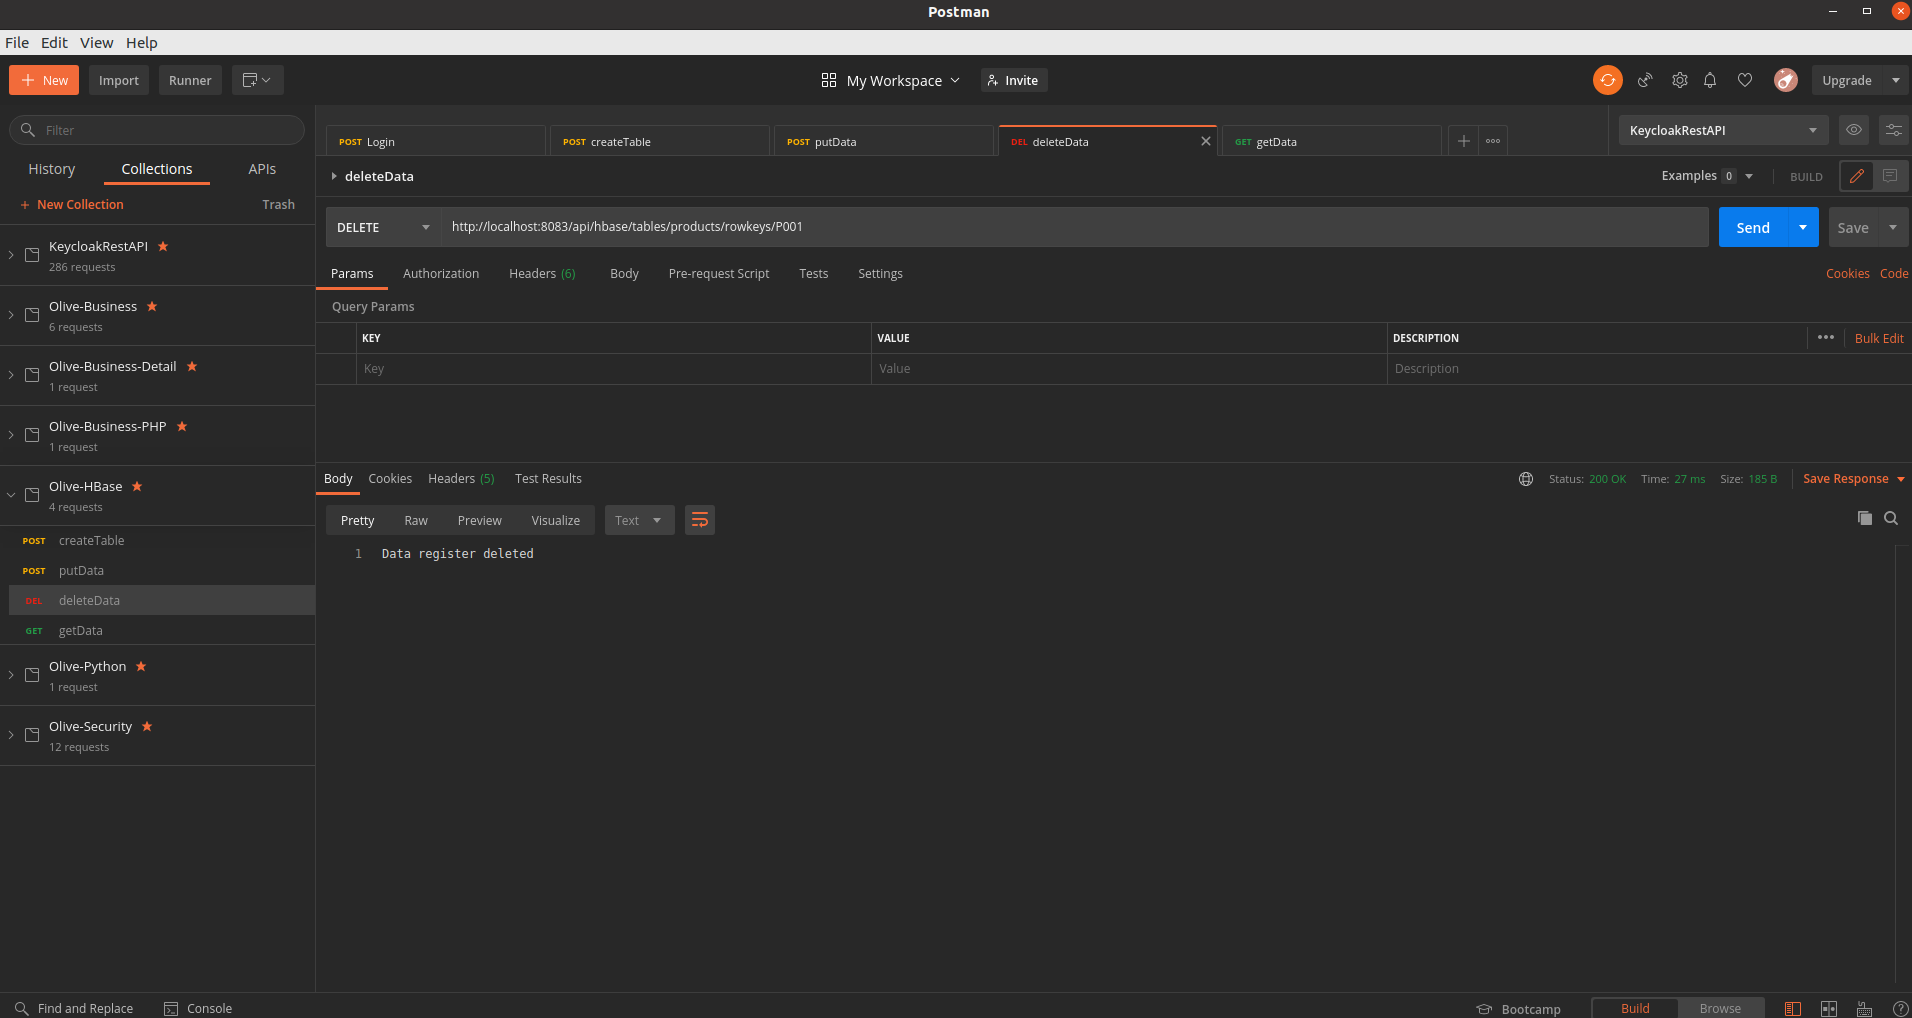 Postman
File Edit View Help
New Import Runner My Workspace Invite Upgrade
Filter
History Collections APIs
+ New Collection Trash
KeycloakRestAPI
286 requests
Olive-Business
6 requests
Olive-Business-Detail
1 request
Olive-Business-PHP
1 request
Olive-HBase
4 requests
POST createTable
POST putData
DEL deleteData
GET getData
Olive-Python
1 request
Olive-Security
12 requests
POST Login POST createTable POST putData DEL deleteData GET getData KeycloakRestAPI
deleteData Examples 0 BUILD
DELETE http://localhost:8083/api/hbase/tables/products/rowkeys/P001 Send Save
Params Authorization Headers (6) Body Pre-request Script Tests Settings Cookies Code
Query Params
KEY VALUE DESCRIPTION Bulk Edit
Key Value Description
Body Cookies Headers (5) Test Results Status: 200 OK Time: 27 ms Size: 185 B Save Response
Pretty Raw Preview Visualize Text
1 Data register deleted
Find and Replace Console Bootcamp Build Browse